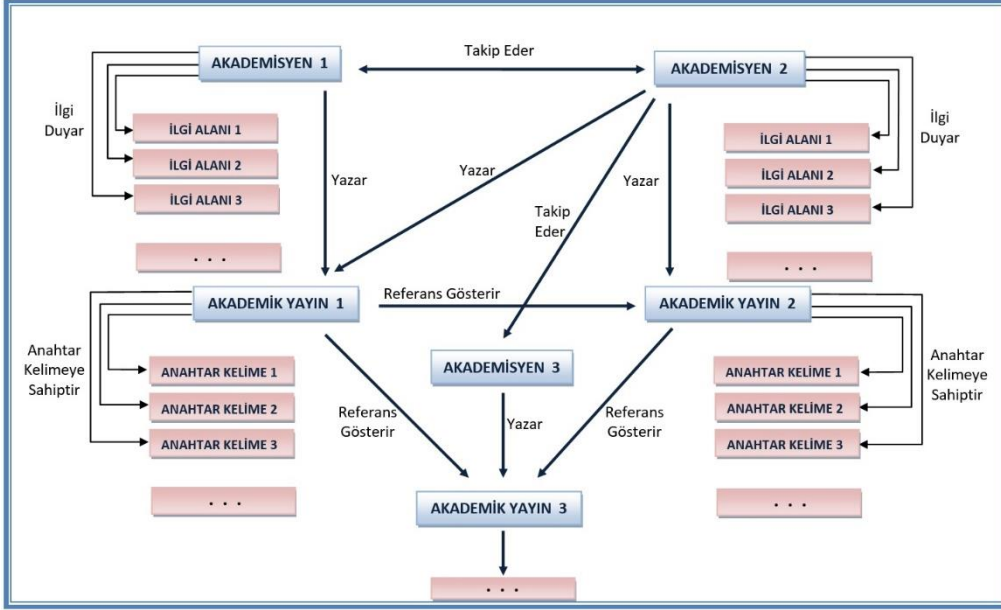 AKADEMİSYEN 1
Takip Eder
AKADEMİSYEN 2
İlgi
Duyar
İLGİ ALANI 1
İLGİ ALANI 2
İLGİ ALANI 3
. . .
Yazar
Yazar
Takip
Eder
Yazar
İLGİ ALANI 1
İLGİ ALANI 2
İLGİ ALANI 3
. . .
İlgi
Duyar
AKADEMİK YAYIN 1
Referans Gösterir
AKADEMİK YAYIN 2
Anahtar
Kelimeye
Sahiptir
ANAHTAR KELİME 1
ANAHTAR KELİME 2
ANAHTAR KELİME 3
. . .
Referans
Gösterir
AKADEMİSYEN 3
Yazar
Referans
Gösterir
ANAHTAR KELİME 1
ANAHTAR KELİME 2
ANAHTAR KELİME 3
. . .
Anahtar
Kelimeye
Sahiptir
AKADEMİK YAYIN 3
. . .